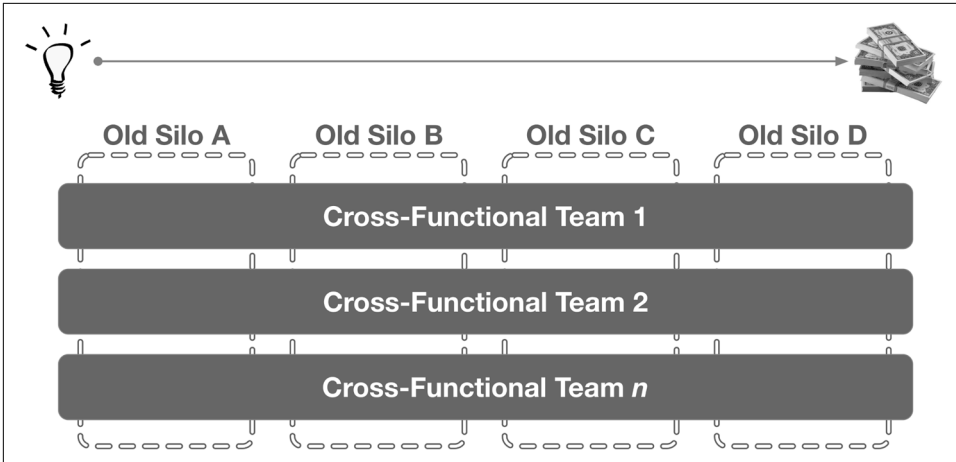 Old Silo A
Old Silo B
Old Silo C
Old Silo D
Cross-Functional Team 1
Cross-Functional Team 2
Cross-Functional Team n